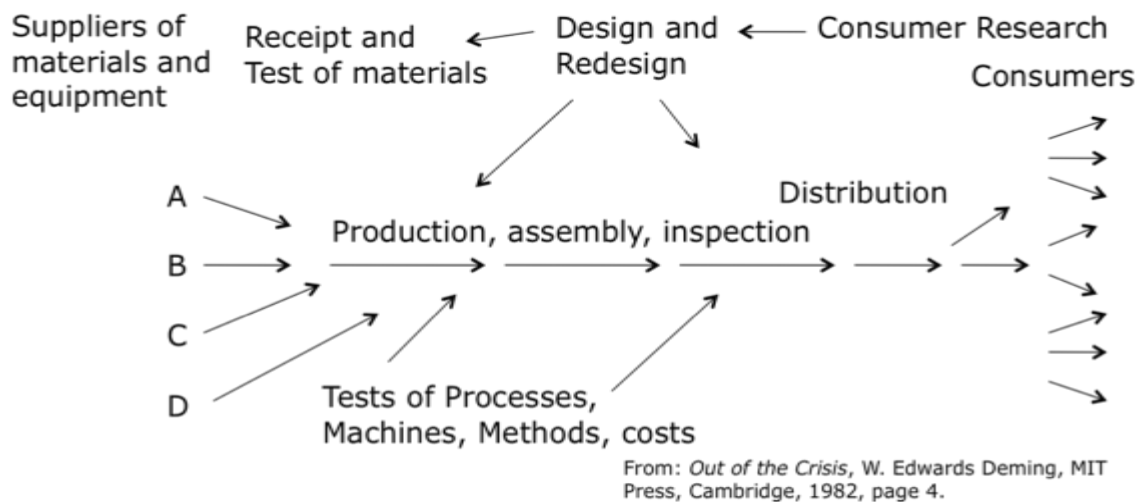 Suppliers of
materials and
equipment
Receipt and
Test of materials
Design and
Redesign
Consumer Research
Consumers
A
B
C
D
Production, assembly, inspection
Distribution
Tests of Processes,
Machines, Methods, costs
From: Out of the Crisis, W. Edwards Deming, MIT
Press, Cambridge, 1982, page 4.